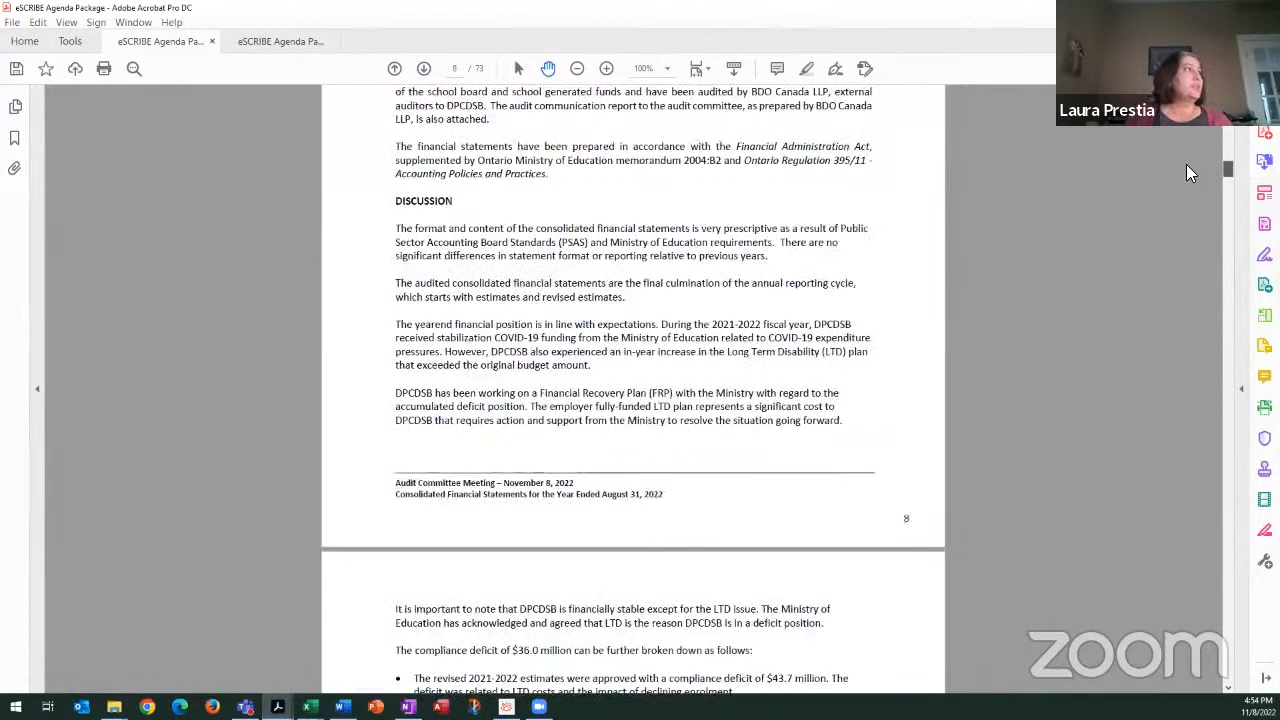 eSCRIBE Agenda Package - Adobe Acrobat Pro DC
File Edit View Sign Window Help
Home Tools eSCRIBE Agenda Pa... × eSCRIBE Agenda Pa...
9 / 73 100%
Laura Prestia
of the school board and school generated funds and have been audited by BDO Canada LLP, external
auditors to DPCDSB. The audit communication report to the audit committee, as prepared by BDO Canada
LLP, is also attached.
The financial statements have been prepared in accordance with the Financial Administration Act,
supplemented by Ontario Ministry of Education memorandum 2004:B2 and Ontario Regulation 395/11 -
Accounting Policies and Practices.
DISCUSSION
The format and content of the consolidated financial statements is very prescriptive as a result of Public
Sector Accounting Board Standards (PSAS) and Ministry of Education requirements. There are no
significant differences in statement format or reporting relative to previous years.
The audited consolidated financial statements are the final culmination of the annual reporting cycle,
which starts with estimates and revised estimates.
The yearend financial position is in line with expectations. During the 2021-2022 fiscal year, DPCDSB
received stabilization COVID-19 funding from the Ministry of Education related to COVID-19 expenditure
pressures. However, DPCDSB also experienced an in-year increase in the Long Term Disability (LTD) plan
that exceeded the original budget amount.
DPCDSB has been working on a Financial Recovery Plan (FRP) with the Ministry with regard to the
accumulated deficit position. The employer fully-funded LTD plan represents a significant cost to
DPCDSB that requires action and support from the Ministry to resolve the situation going forward.
Audit Committee Meeting – November 8, 2022
Consolidated Financial Statements for the Year Ended August 31, 2022
8
It is important to note that DPCDSB is financially stable except for the LTD issue. The Ministry of
Education has acknowledged and agreed that LTD is the reason DPCDSB is in a deficit position.
The compliance deficit of $36.0 million can be further broken down as follows:
• The revised 2021-2022 estimates were approved with a compliance deficit of $43.7 million. The
deficit was related to LTD costs and the impact of declining enrolment.
zoom
4:54 PM
11/8/2022